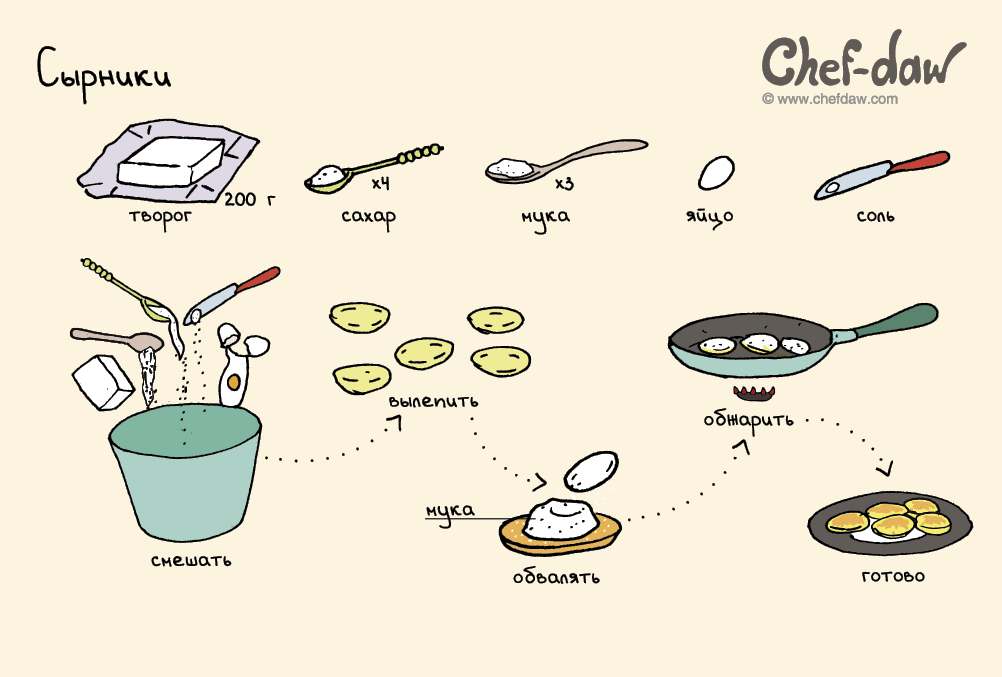 Сырники
Chef-daw
© www.chefdaw.com
200 г
x4
x3
творог
сахар
мука
яйцо
соль
вылепить
обжарить
мука
смешать
обвалять
готово